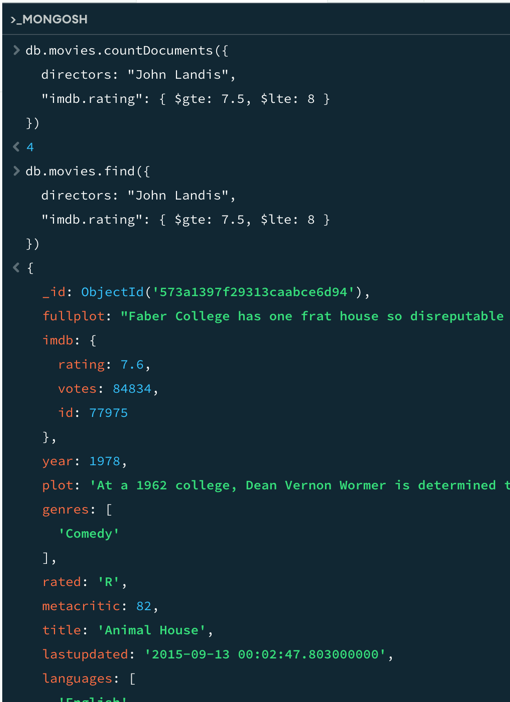 >_MONGOSH
> db.movies.countDocuments({
directors: "John Landis",
"imdb.rating": { $gte: 7.5, $lte: 8 }
})
< 4
> db.movies.find({
directors: "John Landis",
"imdb.rating": { $gte: 7.5, $lte: 8 }
})
< {
_id: ObjectId('573a1397f29313caabce6d94'),
fullplot: "Faber College has one frat house so disreputable
imdb: {
rating: 7.6,
votes: 84834,
id: 77975
},
year: 1978,
plot: 'At a 1962 college, Dean Vernon Wormer is determined t
genres: [
'Comedy'
],
rated: 'R',
metacritic: 82,
title: 'Animal House',
lastupdated: '2015-09-13 00:02:47.803000000',
languages: [
'English'